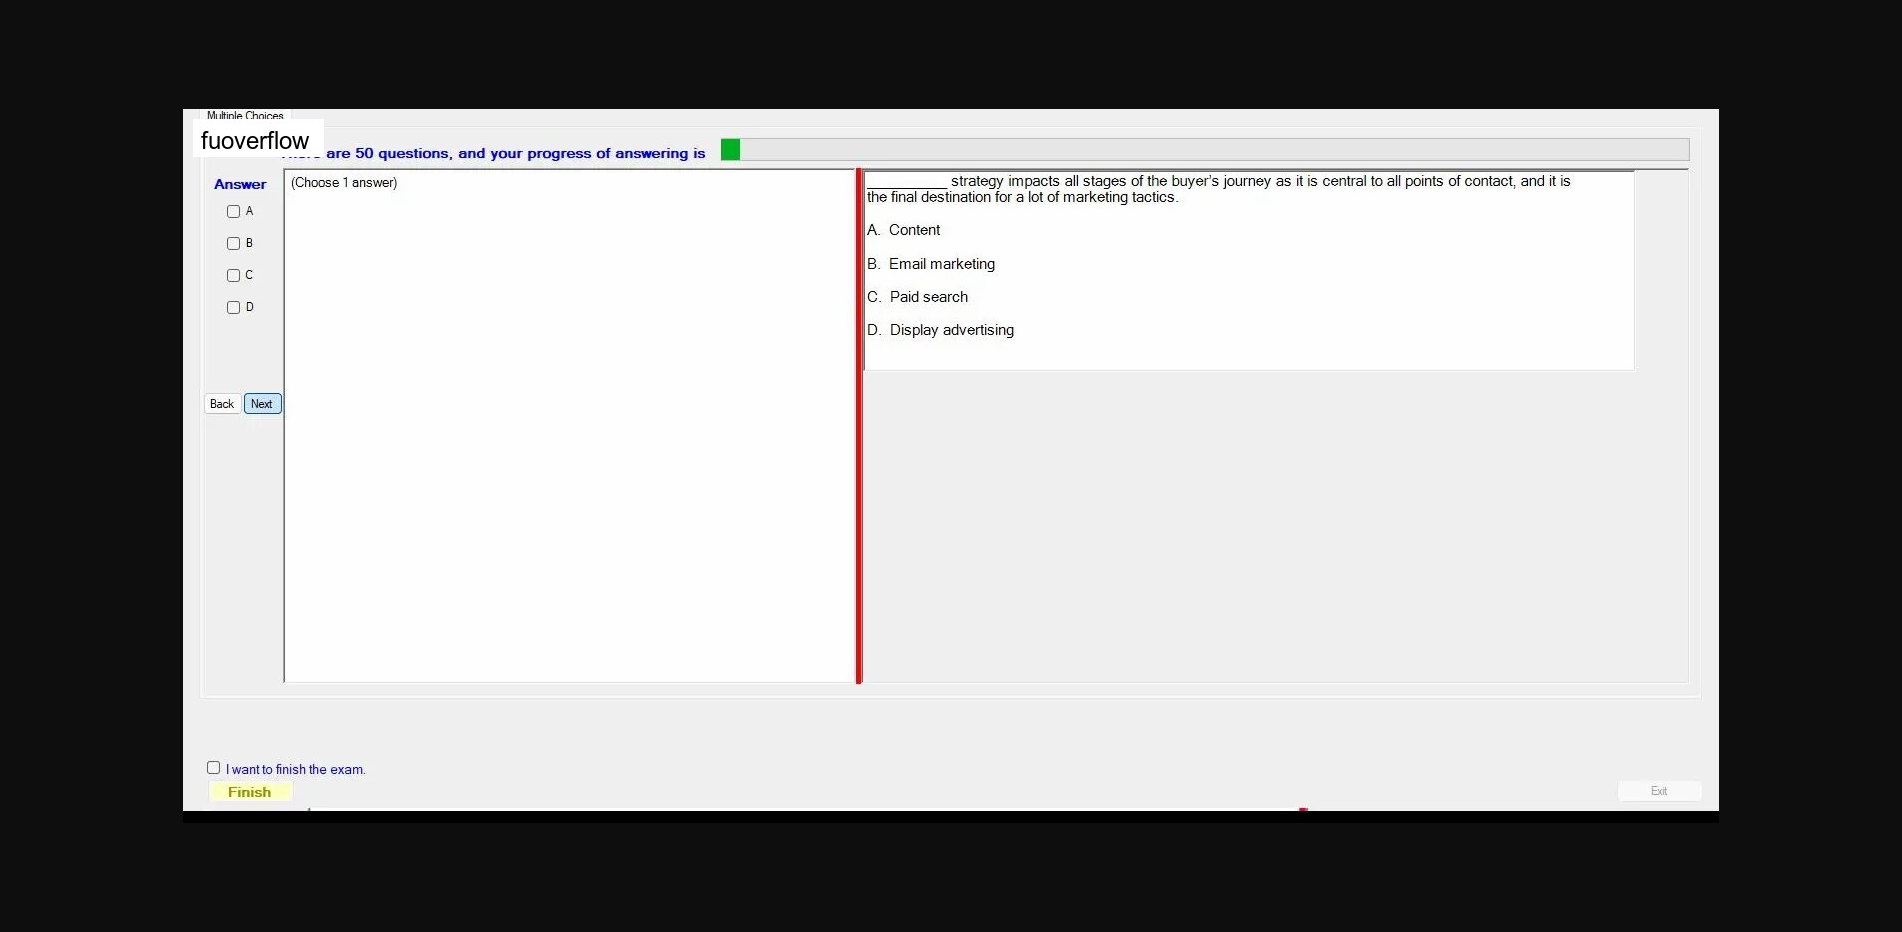 Multiple Choices
fuoverflow
are 50 questions, and your progress of answering is
Answer
(Choose 1 answer)
A
B
C
D
Back
Next
__________ strategy impacts all stages of the buyer's journey as it is central to all points of contact, and it is
the final destination for a lot of marketing tactics.
A. Content
B. Email marketing
C. Paid search
D. Display advertising
I want to finish the exam.
Finish
Exit